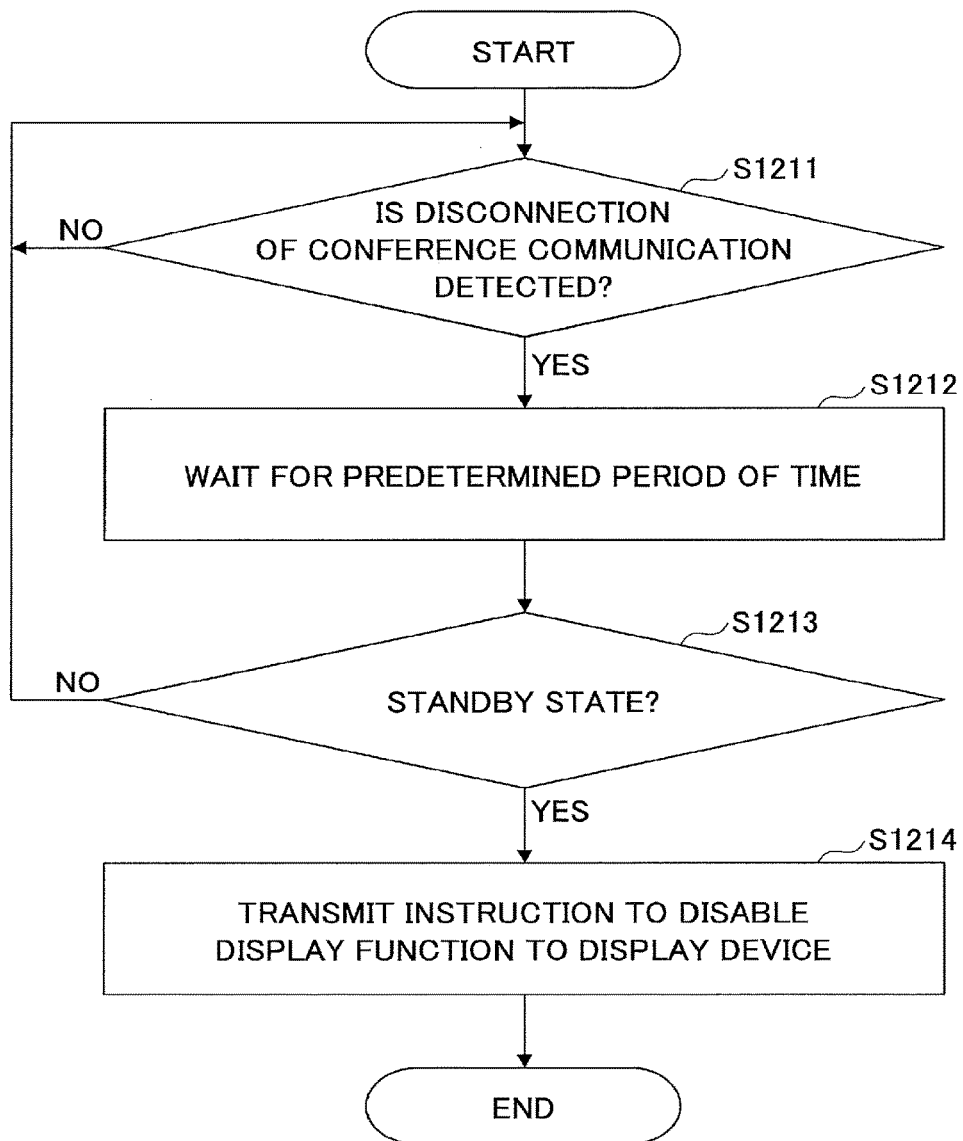 START
S1211
IS DISCONNECTION
OF CONFERENCE COMMUNICATION
DETECTED?
NO
YES
S1212
WAIT FOR PREDETERMINED PERIOD OF TIME
S1213
STANDBY STATE?
NO
YES
S1214
TRANSMIT INSTRUCTION TO DISABLE
DISPLAY FUNCTION TO DISPLAY DEVICE
END